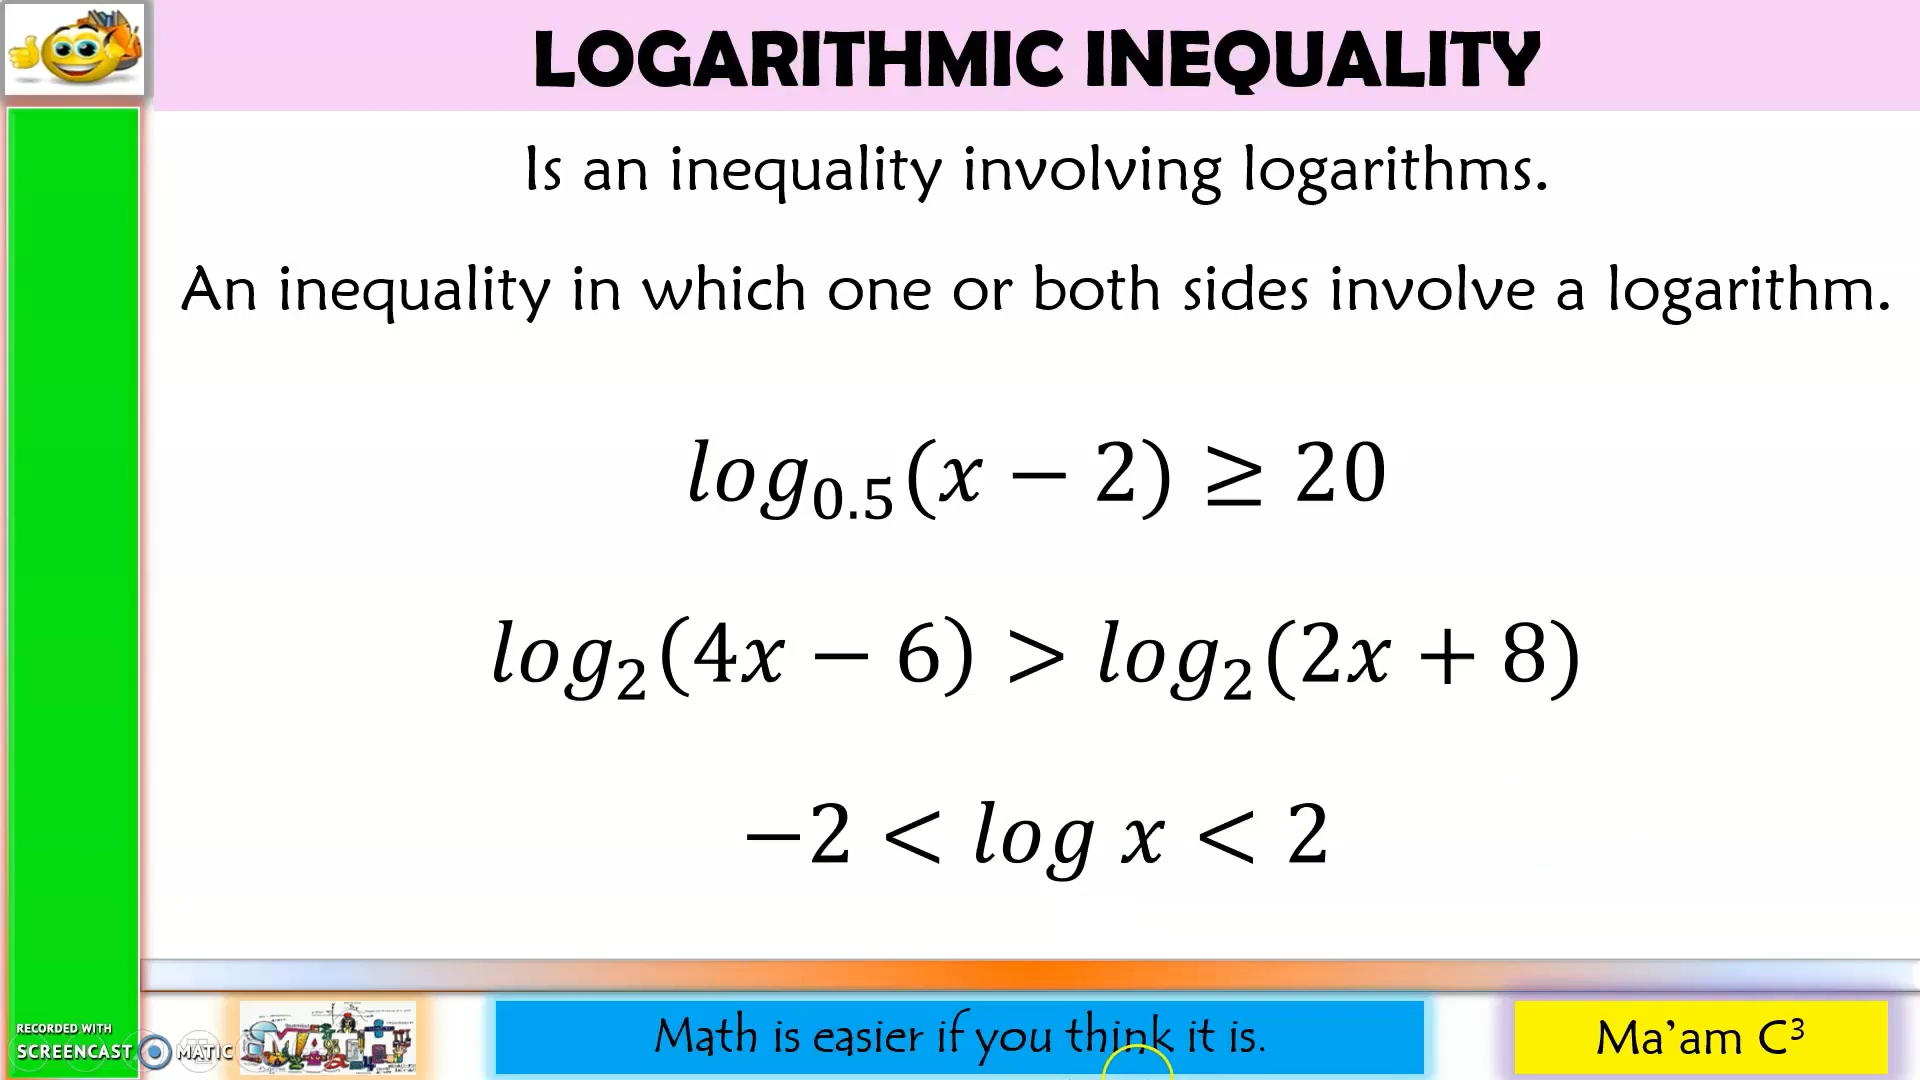 LOGARITHMIC INEQUALITY
Is an inequality involving logarithms.
An inequality in which one or both sides involve a logarithm.
log₀.₅(x − 2) ≥ 20
log₂(4x − 6) > log₂(2x + 8)
−2 < log x < 2
RECORDED WITH
SCREENCAST MATIC
MATH
Math is easier if you think it is.
Ma’am C³